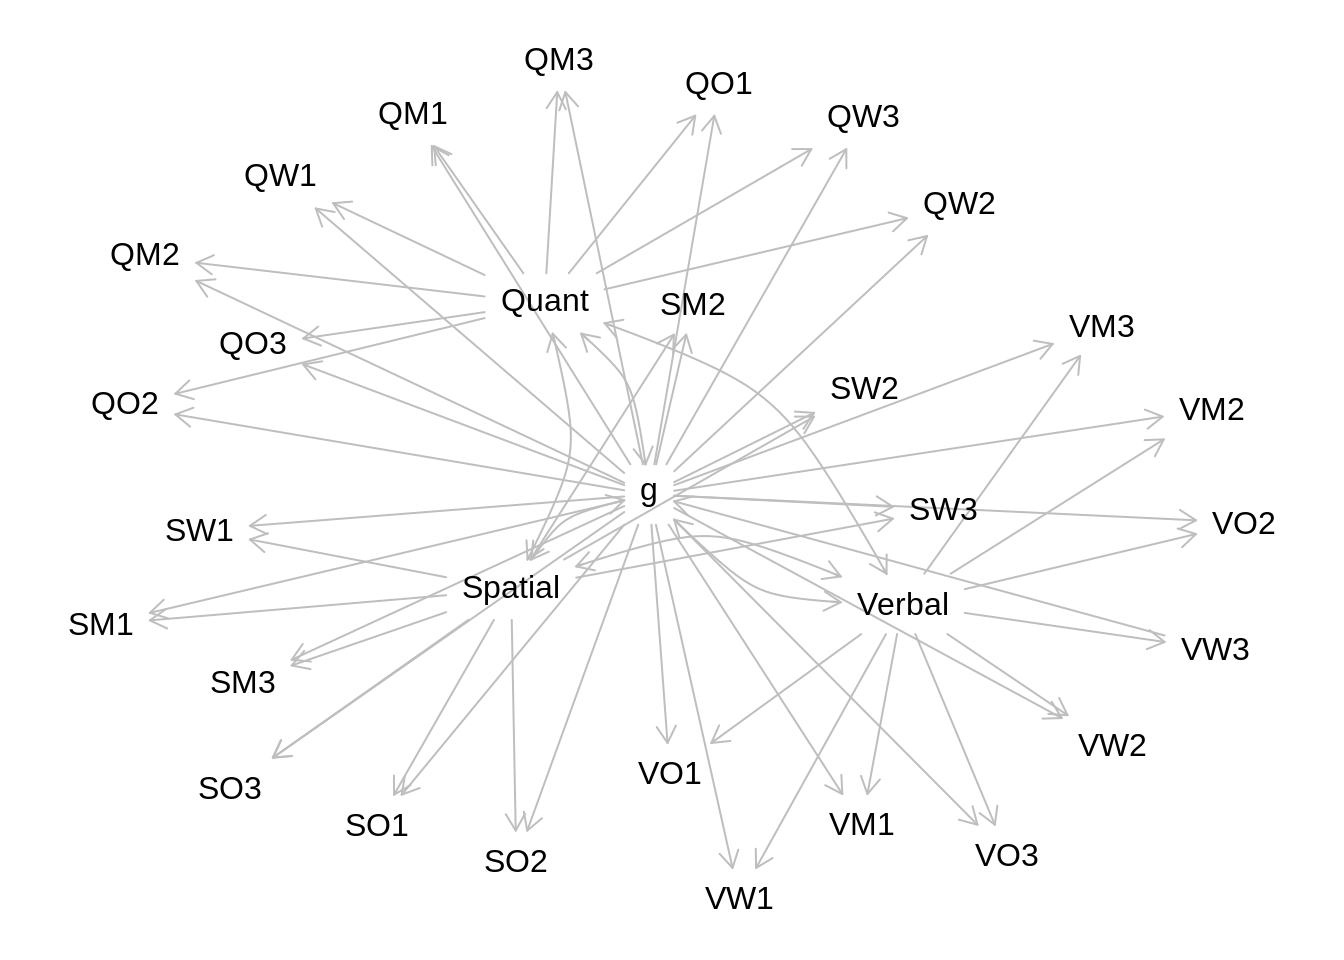 QM3
QO1
QM1
QW3
QW1
QW2
QM2
Quant
SM2
VM3
QO3
SW2
QO2
VM2
g
SW3
VO2
SW1
Spatial
Verbal
SM1
VW3
SM3
VW2
VO1
SO3
SO1
VM1
VO3
SO2
VW1